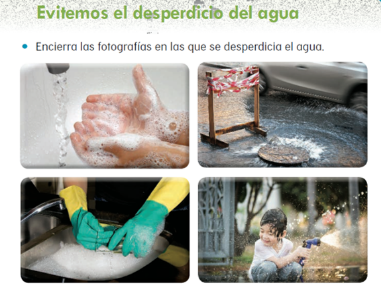 Evitemos el desperdicio del agua
Encierra las fotografías en las que se desperdicia el agua.